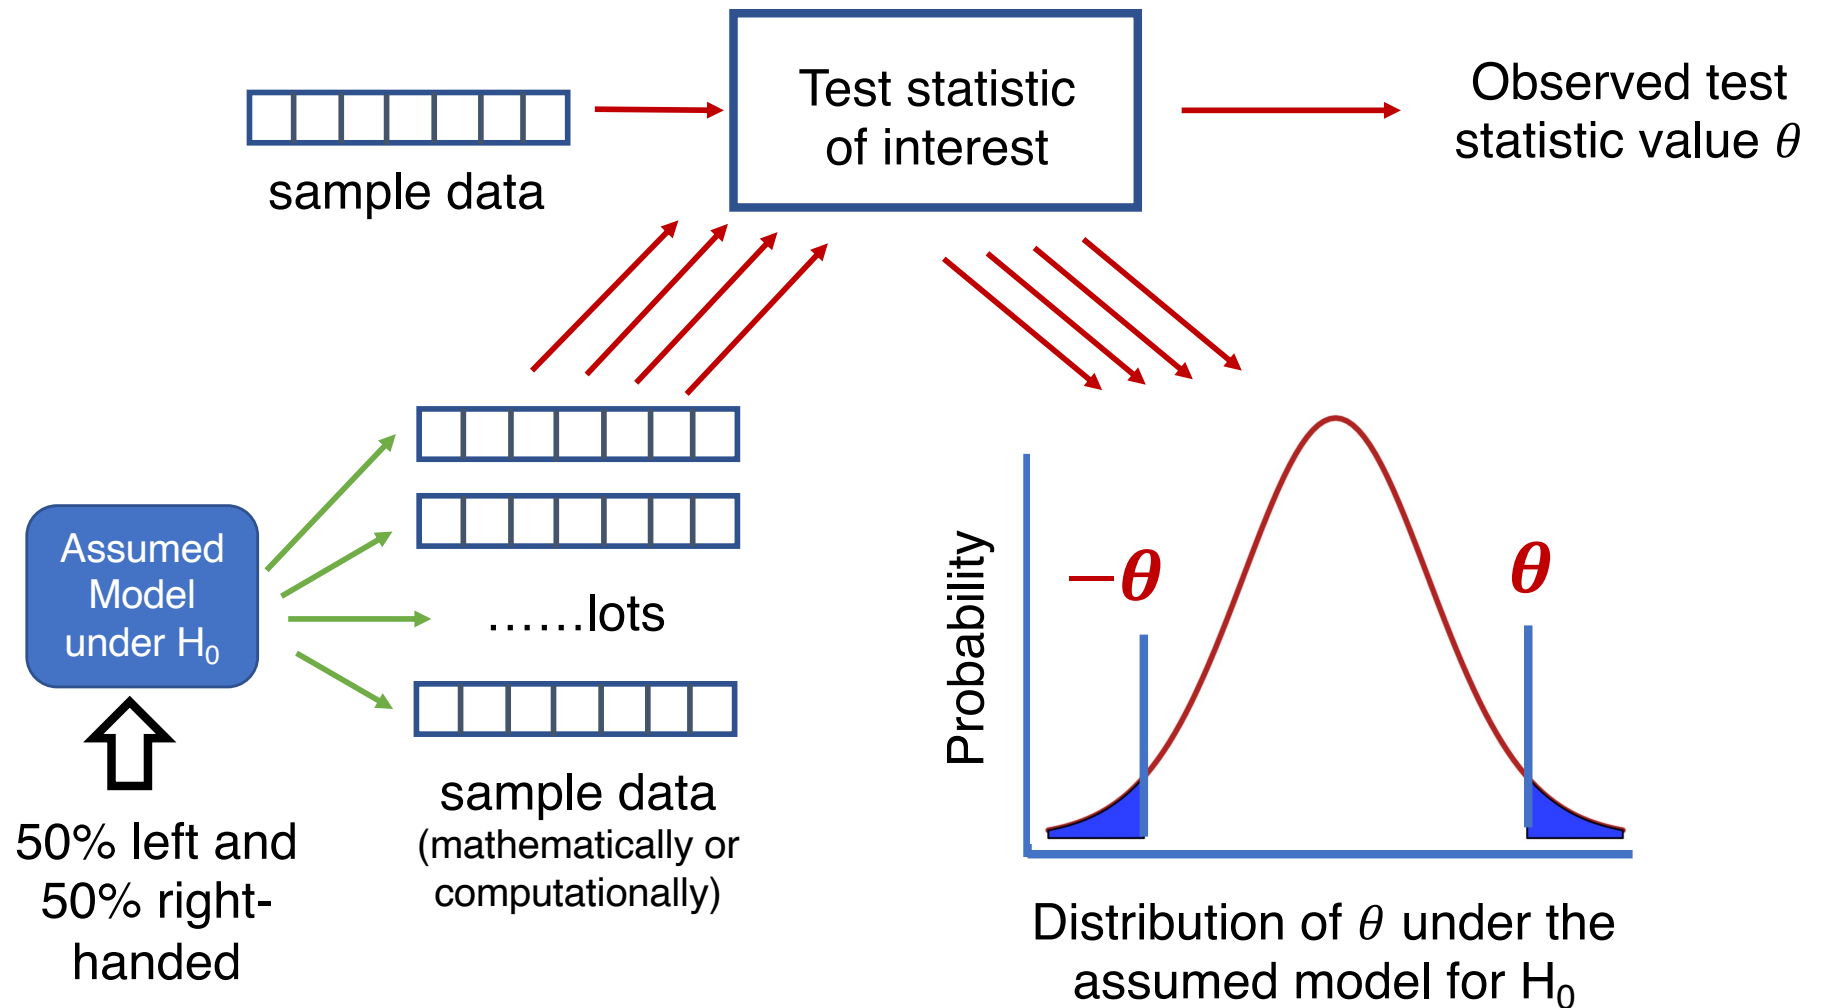 Test statistic
of interest
Observed test
statistic value θ
sample data
Assumed
Model
under H₀
......lots
sample data
(mathematically or
computationally)
50% left and
50% right-
handed
Probability
−θ
θ
Distribution of θ under the
assumed model for H₀